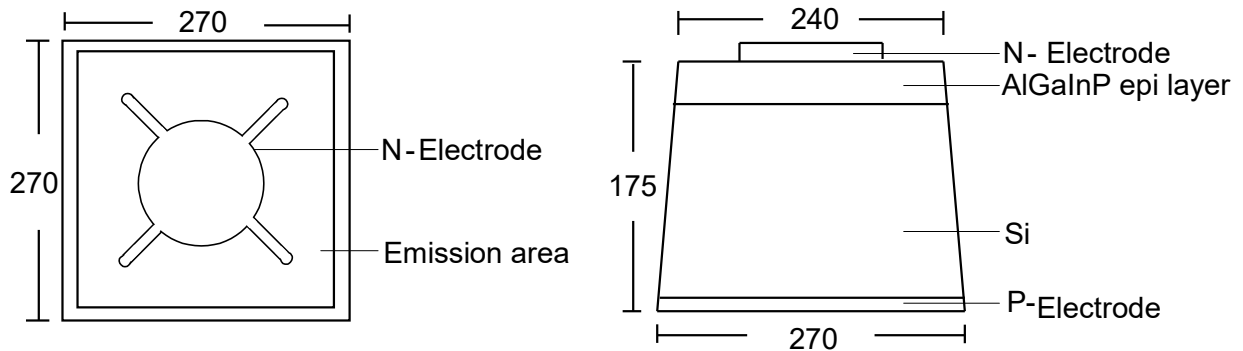 270
270
N-Electrode
Emission area
240
175
N- Electrode
AlGaInP epi layer
Si
P-Electrode
270